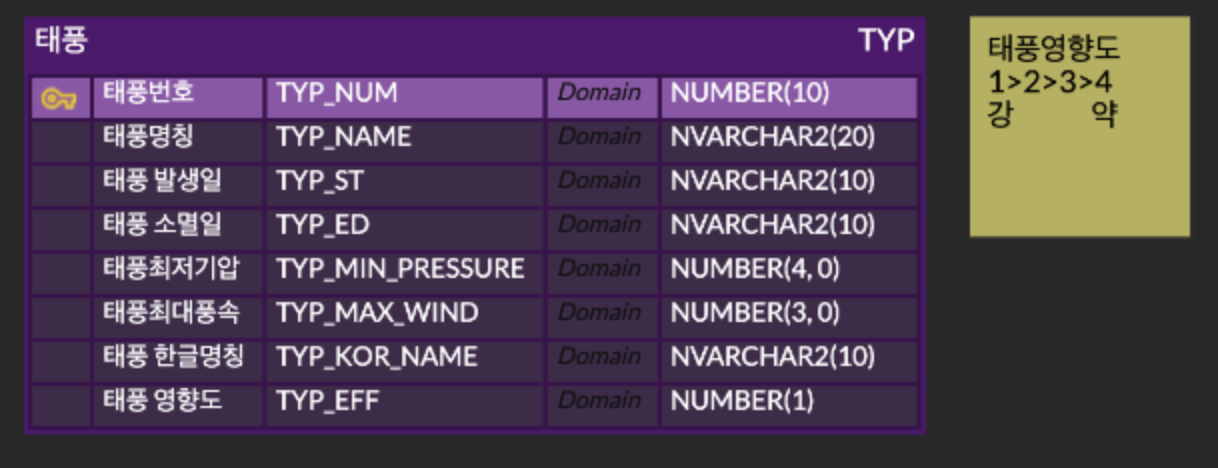 태풍 TYP
태풍번호 TYP_NUM Domain NUMBER(10)
태풍명칭 TYP_NAME Domain NVARCHAR2(20)
태풍 발생일 TYP_ST Domain NVARCHAR2(10)
태풍 소멸일 TYP_ED Domain NVARCHAR2(10)
태풍최저기압 TYP_MIN_PRESSURE Domain NUMBER(4, 0)
태풍최대풍속 TYP_MAX_WIND Domain NUMBER(3, 0)
태풍 한글명칭 TYP_KOR_NAME Domain NVARCHAR2(10)
태풍 영향도 TYP_EFF Domain NUMBER(1)
태풍영향도
1>2>3>4
강 약